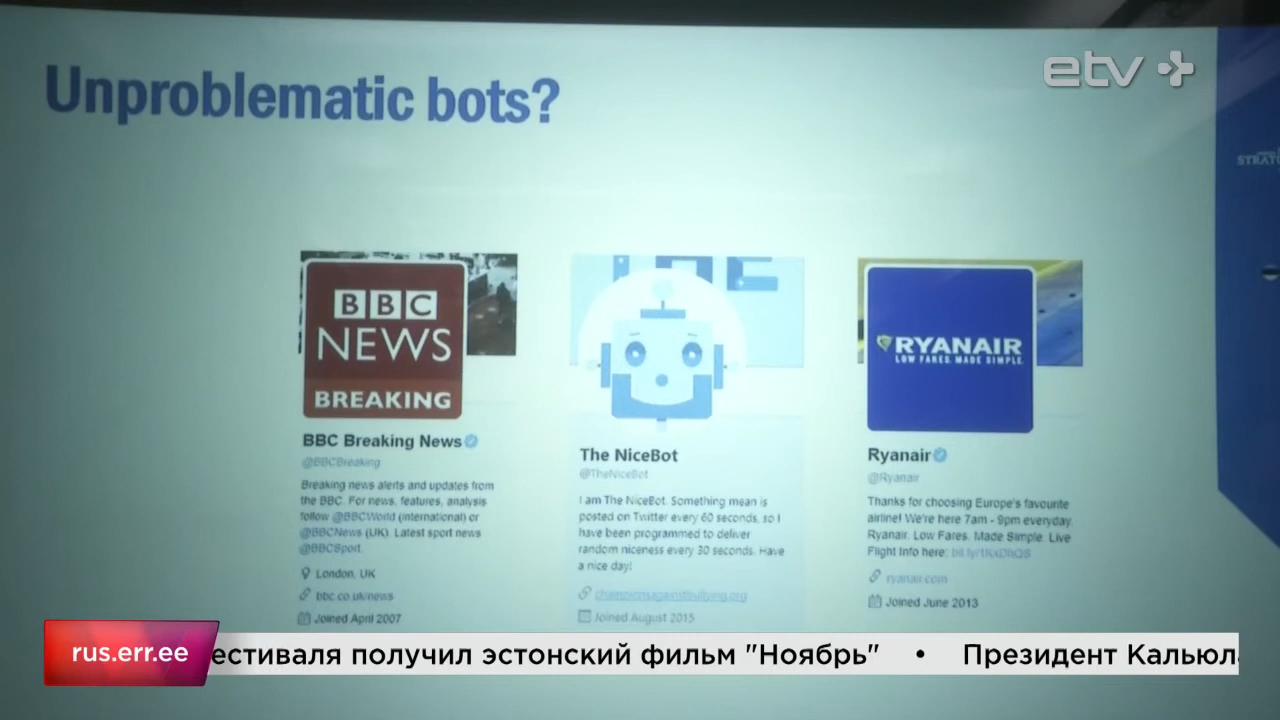 etv
Unproblematic bots?
STRAT
BBC
NEWS
BREAKING
BBC Breaking News
@BBCBreaking
Breaking news alerts and updates from
the BBC. For news, features, analysis
follow @BBCWorld (international) or
@BBCNews (UK). Latest sport news
@BBCSport.
London, UK
bbc.co.uk/news
Joined April 2007
The NiceBot
@TheNiceBot
I am The NiceBot. Something mean is
posted on Twitter every 60 seconds, so I
have been programmed to deliver
random niceness every 30 seconds. Have
a nice day!
championsagainstbullying.org
Joined August 2015
RYANAIR
LOW FARES. MADE SIMPLE.
Ryanair
@Ryanair
Thanks for choosing Europe's favourite
airline! We're here 7am - 9pm everyday.
Ryanair. Low Fares. Made Simple. Live
Flight Info here:
ryanair.com
Joined June 2013
rus.err.ee
естиваля получил эстонский фильм "Ноябрь" • Президент Кальюла